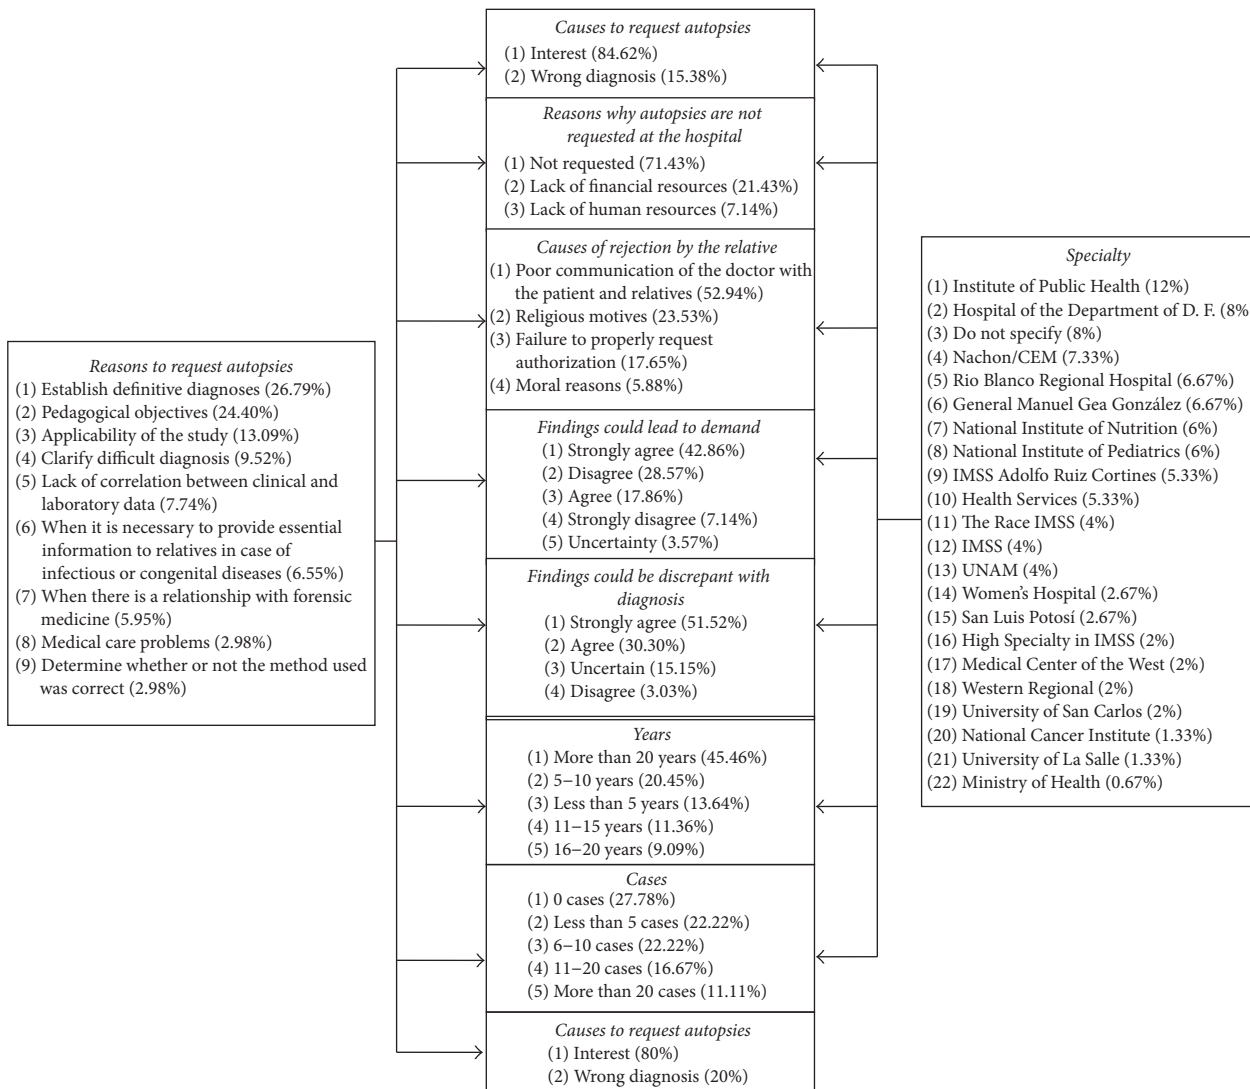 Causes to request autopsies
(1) Interest (84.62%)
(2) Wrong diagnosis (15.38%)
Reasons why autopsies are not
requested at the hospital
(1) Not requested (71.43%)
(2) Lack of financial resources (21.43%)
(3) Lack of human resources (7.14%)
Causes of rejection by the relative
(1) Poor communication of the doctor with
the patient and relatives (52.94%)
(2) Religious motives (23.53%)
(3) Failure to properly request
authorization (17.65%)
(4) Moral reasons (5.88%)
Findings could lead to demand
(1) Strongly agree (42.86%)
(2) Disagree (28.57%)
(3) Agree (17.86%)
(4) Strongly disagree (7.14%)
(5) Uncertainty (3.57%)
Findings could be discrepant with
diagnosis
(1) Strongly agree (51.52%)
(2) Agree (30.30%)
(3) Uncertain (15.15%)
(4) Disagree (3.03%)
Years
(1) More than 20 years (45.46%)
(2) 5–10 years (20.45%)
(3) Less than 5 years (13.64%)
(4) 11–15 years (11.36%)
(5) 16–20 years (9.09%)
Cases
(1) 0 cases (27.78%)
(2) Less than 5 cases (22.22%)
(3) 6–10 cases (22.22%)
(4) 11–20 cases (16.67%)
(5) More than 20 cases (11.11%)
Causes to request autopsies
(1) Interest (80%)
(2) Wrong diagnosis (20%)
Reasons to request autopsies
(1) Establish definitive diagnoses (26.79%)
(2) Pedagogical objectives (24.40%)
(3) Applicability of the study (13.09%)
(4) Clarify difficult diagnosis (9.52%)
(5) Lack of correlation between clinical and
laboratory data (7.74%)
(6) When it is necessary to provide essential
information to relatives in case of
infectious or congenital diseases (6.55%)
(7) When there is a relationship with forensic
medicine (5.95%)
(8) Medical care problems (2.98%)
(9) Determine whether or not the method used
was correct (2.98%)
Specialty
(1) Institute of Public Health (12%)
(2) Hospital of the Department of D. F. (8%
(3) Do not specify (8%)
(4) Nachon/CEM (7.33%)
(5) Rio Blanco Regional Hospital (6.67%)
(6) General Manuel Gea González (6.67%)
(7) National Institute of Nutrition (6%)
(8) National Institute of Pediatrics (6%)
(9) IMSS Adolfo Ruiz Cortines (5.33%)
(10) Health Services (5.33%)
(11) The Race IMSS (4%)
(12) IMSS (4%)
(13) UNAM (4%)
(14) Women's Hospital (2.67%)
(15) San Luis Potosí (2.67%)
(16) High Specialty in IMSS (2%)
(17) Medical Center of the West (2%)
(18) Western Regional (2%)
(19) University of San Carlos (2%)
(20) National Cancer Institute (1.33%)
(21) University of La Salle (1.33%)
(22) Ministry of Health (0.67%)